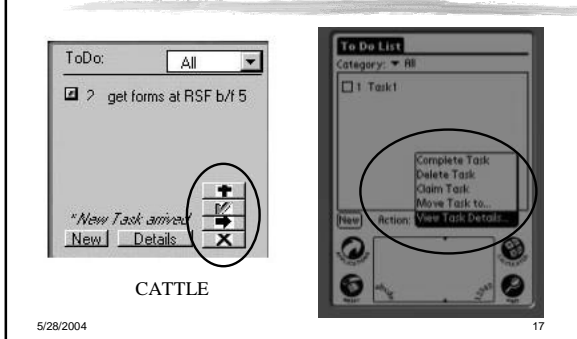 ToDo: All
2 get forms at RSF b/f 5
*New Task arrived
New Details
CATTLE
To Do List
Category: All
1 Task1
Complete Task
Delete Task
Claim Task
Move Task to...
View Task Details...
New Action:
5/28/2004
17